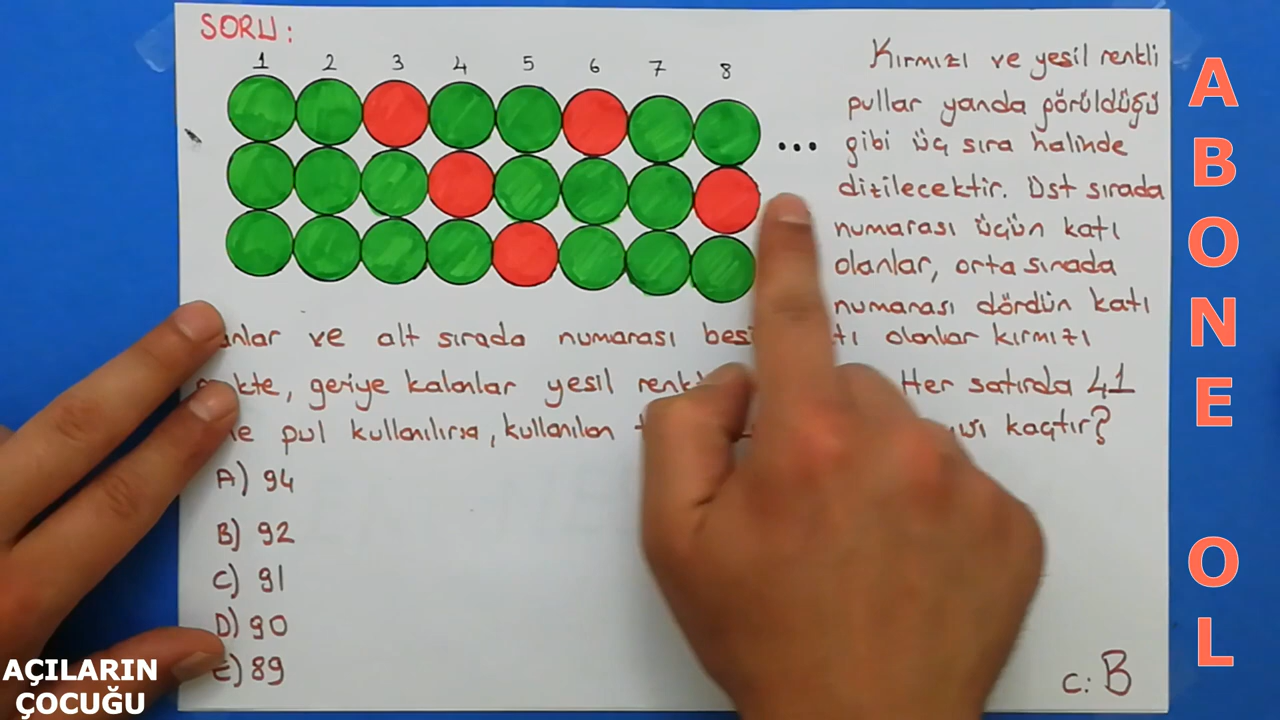 SORU:
1 2 3 4 5 6 7 8
Kırmızı ve yeşil renkli
pullar yanda görüldüğü
... gibi üç sıra halinde
dizilecektir. Üst sırada
numarası üçün katı
olanlar, orta sırada
numarası dördün katı
ve alt sırada numarası olanlar kırmızı
geriye kalanlar yeşil Her satırda 41
pul kullanılırsa, kullanılan kaçtır?
A) 94
B) 92
C) 91
D) 90
E) 89
C: B
ABONE OL
AÇILARIN
ÇOCUĞU